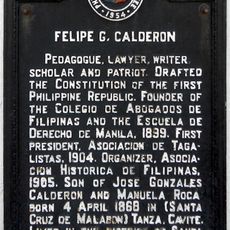 1954
FELIPE G. CALDERON
PEDAGOGUE, LAWYER, WRITER
SCHOLAR AND PATRIOT. DRAFTED
THE CONSTITUTION OF THE FIRST
PHILIPPINE REPUBLIC. FOUNDER OF
THE COLEGIO DE ABOGADOS DE
FILIPINAS AND THE ESCUELA DE
DERECHO DE MANILA, 1839. FIRST
PRESIDENT, ASOCIACION DE TAGA-
LISTAS, 1904. ORGANIZER, ASOCIA-
CION HISTORICA DE FILIPINAS,
1905. SON OF JOSE GONZALES
CALDERON AND MANUELA ROCA
BORN 4 APRIL 1868 IN (SANTA
CRUZ DE MALABON) TANZA, CAVITE.